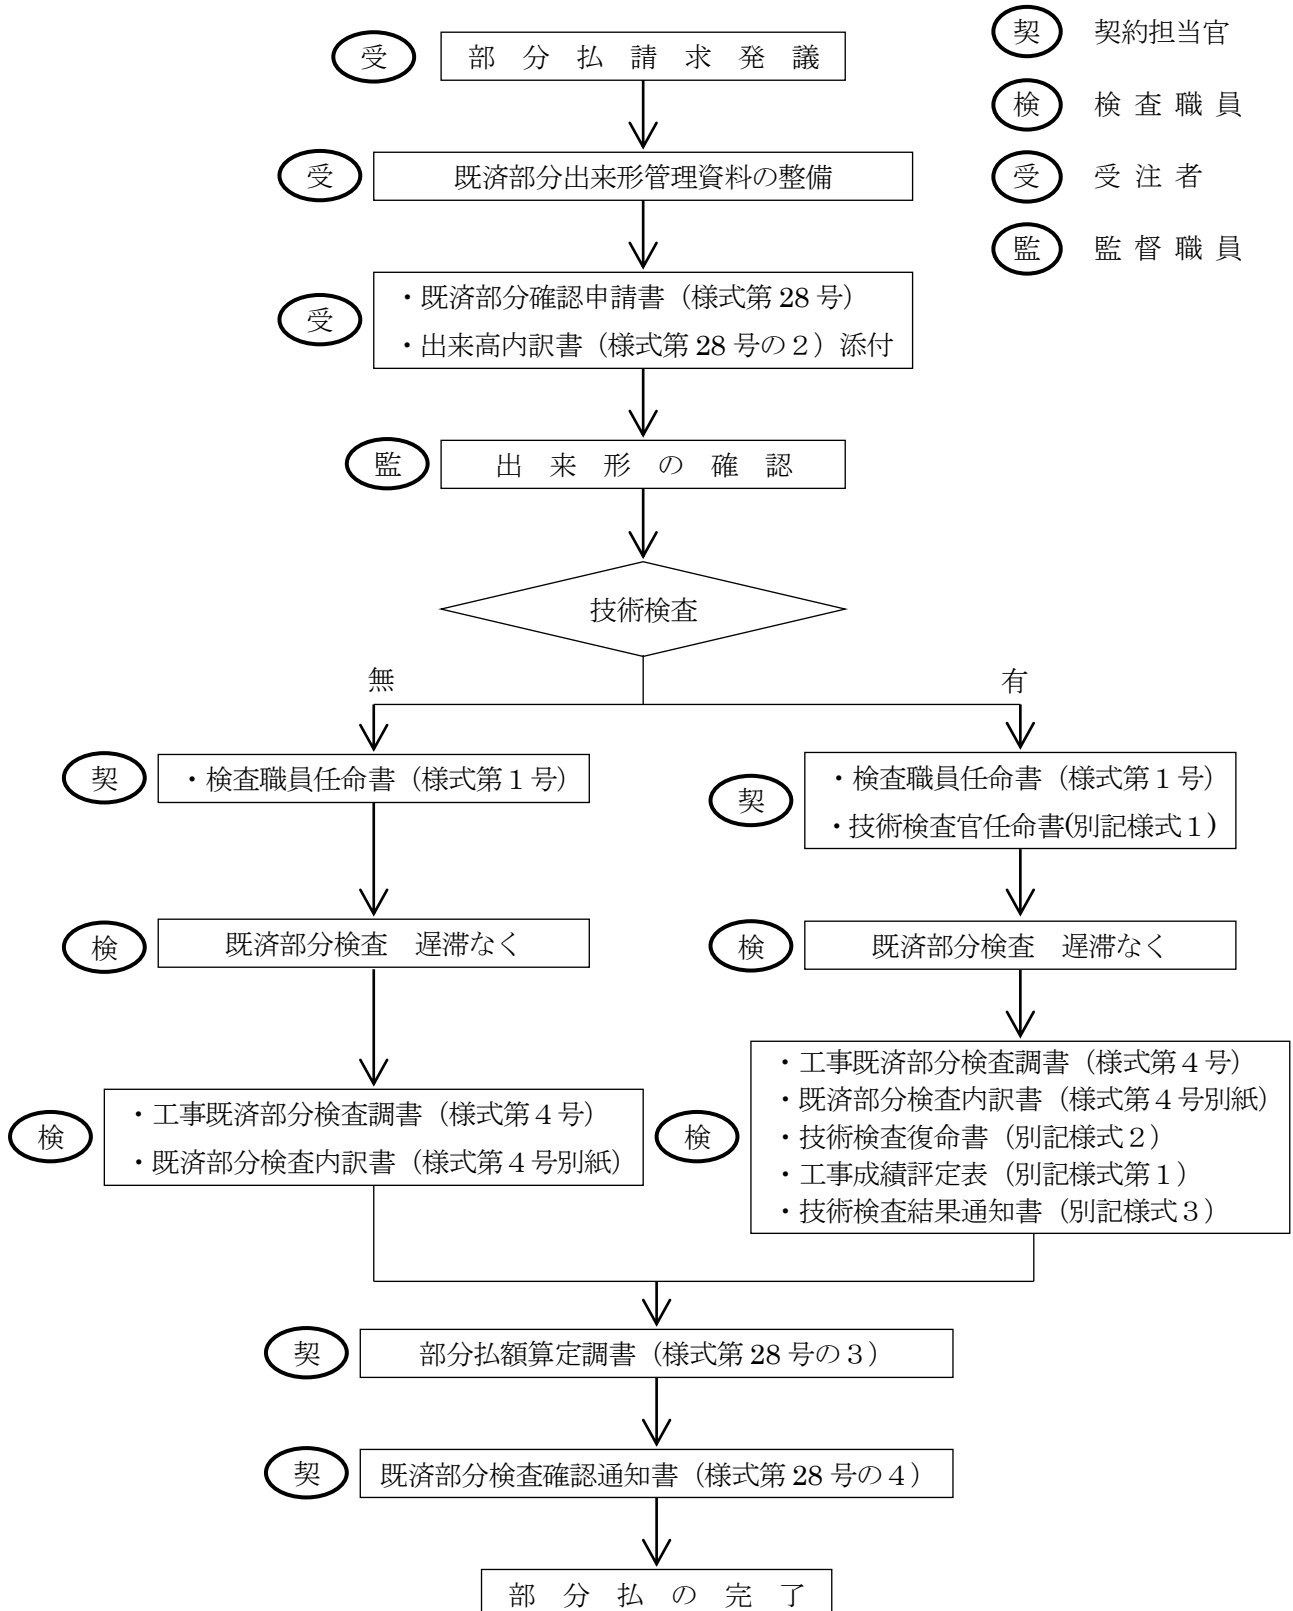 契 契約担当官
検 検 査 職 員
受 受 注 者
監 監 督 職 員
受 部 分 払 請 求 発 議
受 既済部分出来形管理資料の整備
受
・既済部分確認申請書（様式第 28 号）
・出来高内訳書（様式第 28 号の２）添付
監 出 来 形 の 確 認
技術検査
無
有
契 ・検査職員任命書（様式第１号）
契
・検査職員任命書（様式第１号）
・技術検査官任命書(別記様式１)
検 既済部分検査　遅滞なく
検 既済部分検査　遅滞なく
検
・工事既済部分検査調書（様式第４号）
・既済部分検査内訳書（様式第４号別紙）
検
・工事既済部分検査調書（様式第４号）
・既済部分検査内訳書（様式第４号別紙）
・技術検査復命書（別記様式２）
・工事成績評定表（別記様式第１）
・技術検査結果通知書（別記様式３）
契 部分払額算定調書（様式第 28 号の３）
契 既済部分検査確認通知書（様式第 28 号の４）
部 分 払 の 完 了